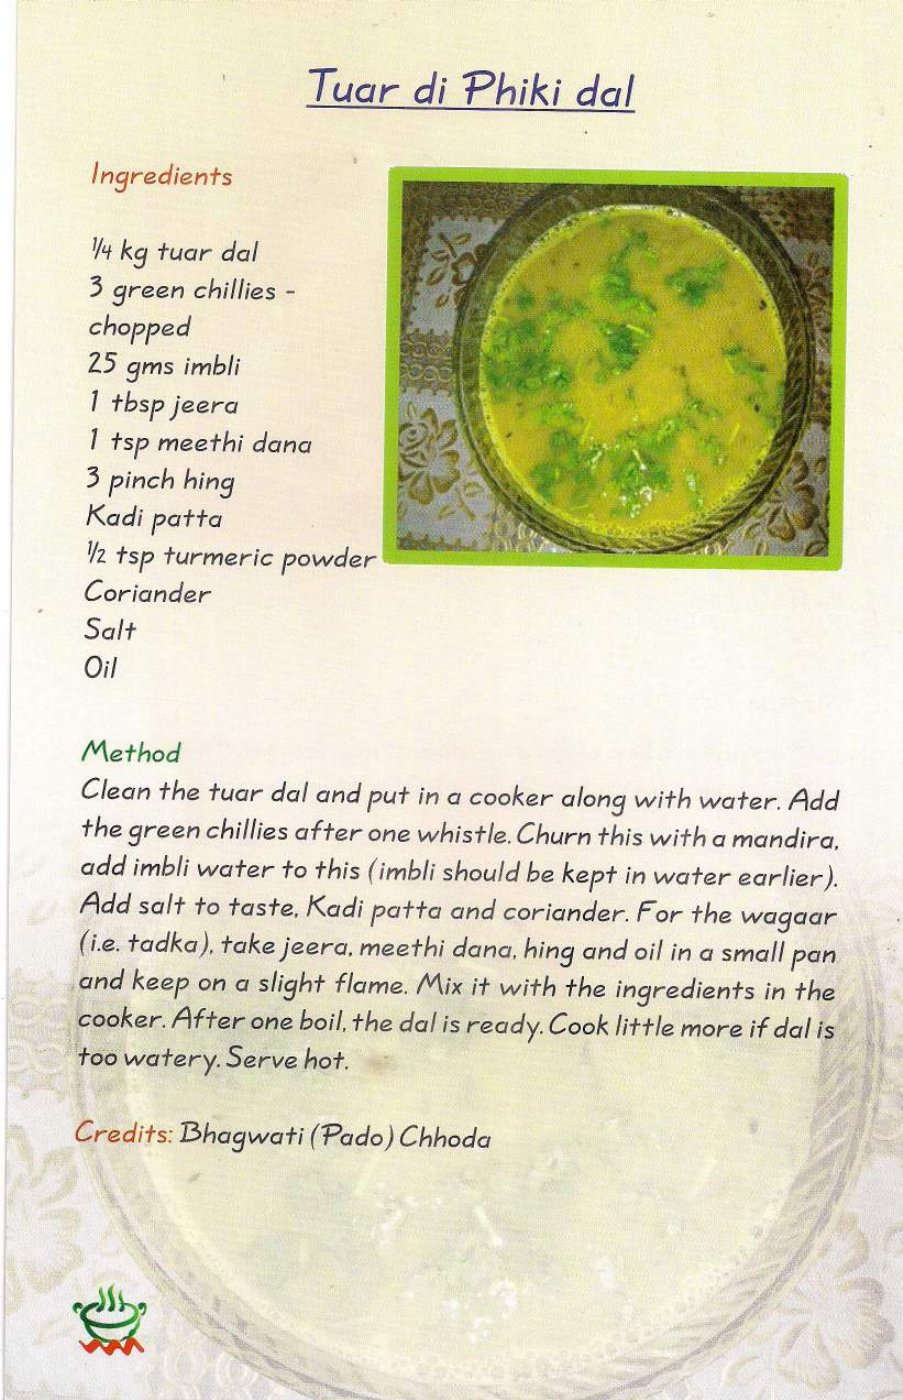 Tuar di Phiki dal
Ingredients
1/4 kg tuar dal
3 green chillies -
chopped
25 gms imbli
1 tbsp jeera
1 tsp meethi dana
3 pinch hing
Kadi patta
1/2 tsp turmeric powder
Coriander
Salt
Oil
Method
Clean the tuar dal and put in a cooker along with water. Add
the green chillies after one whistle. Churn this with a mandira,
add imbli water to this (imbli should be kept in water earlier).
Add salt to taste, Kadi patta and coriander. For the wagaar
(i.e. tadka), take jeera, meethi dana, hing and oil in a small pan
and keep on a slight flame. Mix it with the ingredients in the
cooker. After one boil, the dal is ready. Cook little more if dal is
too watery. Serve hot.
Credits: Bhagwati (Pado) Chhoda